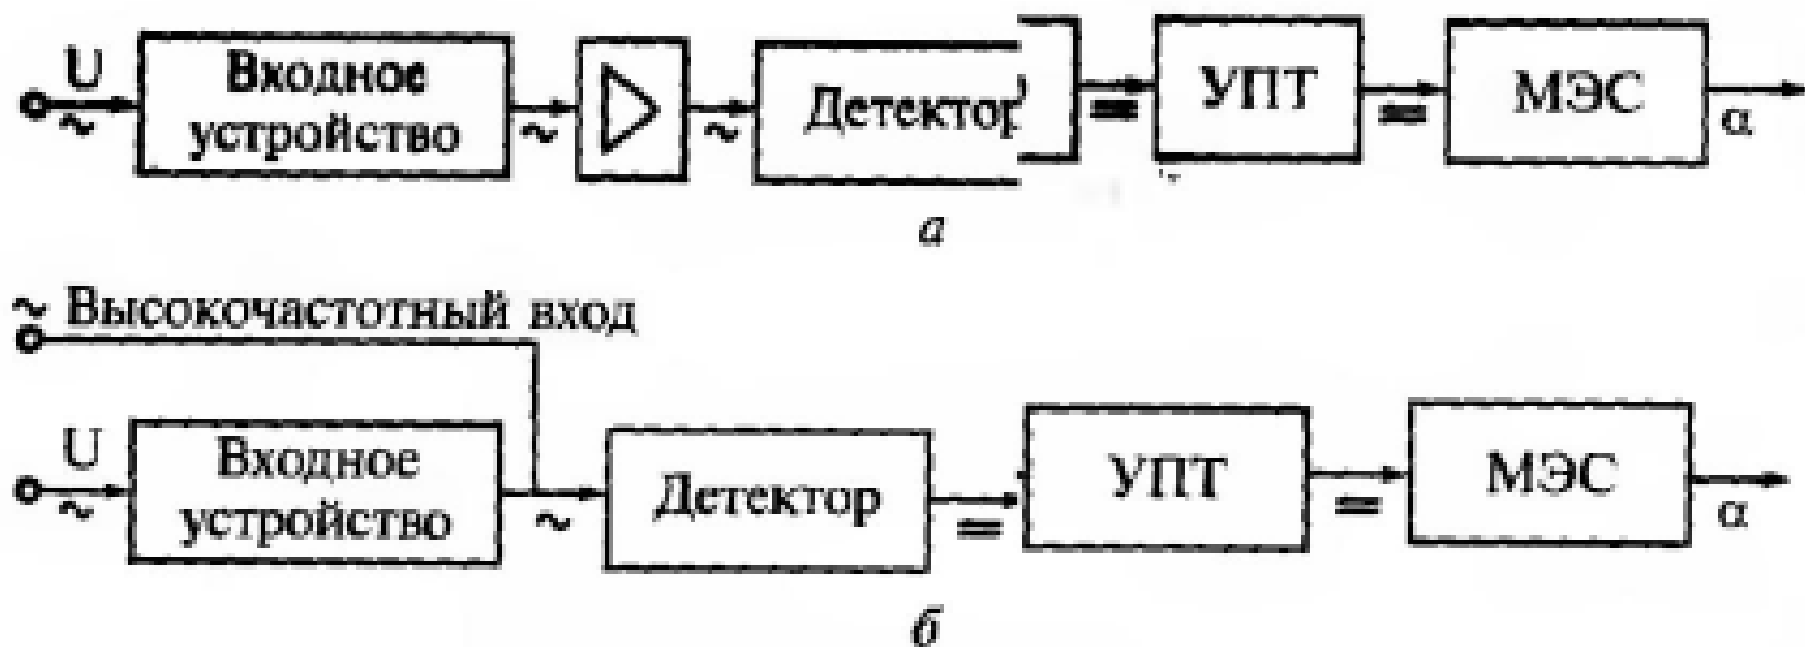 U
~
Входное
устройство
~
~
Детектор
=
УПТ
=
МЭС
α
а
~ Высокочастотный вход
U
~
Входное
устройство
~
Детектор
=
УПТ
=
МЭС
α
б